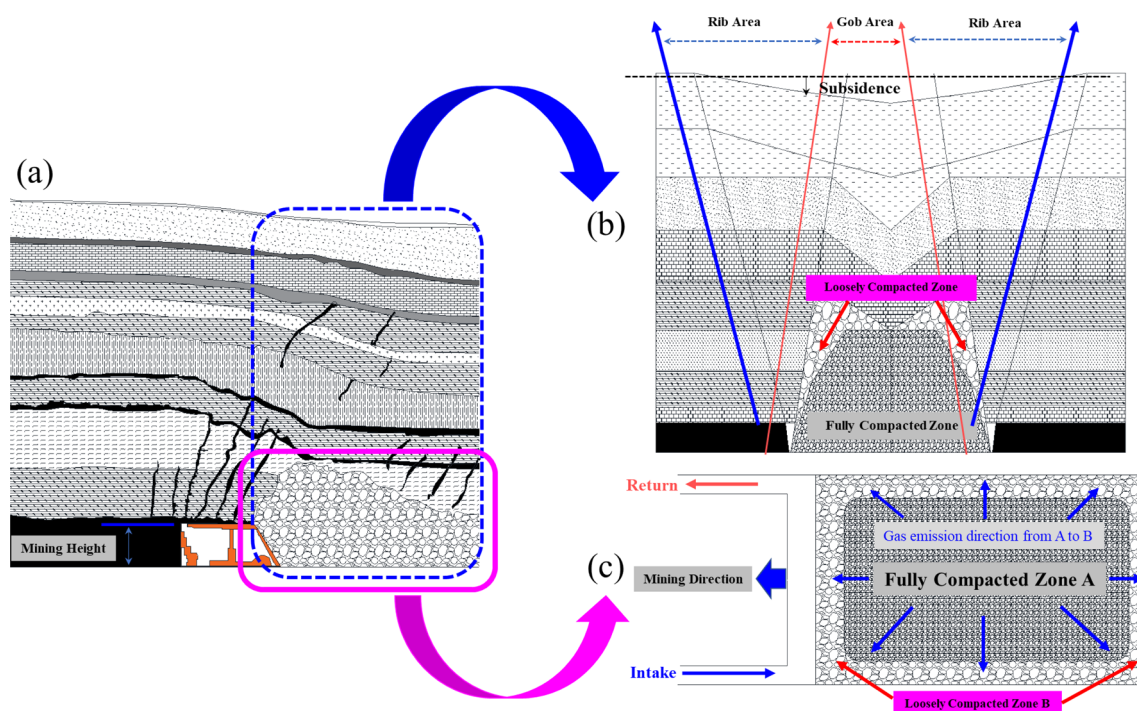 (a)
Mining Height
Rib Area
Gob Area
Rib Area
Subsidence
(b)
Loosely Compacted Zone
Fully Compacted Zone
Return
(c)
Gas emission direction from A to B
Fully Compacted Zone A
Mining Direction
Intake
Loosely Compacted Zone B